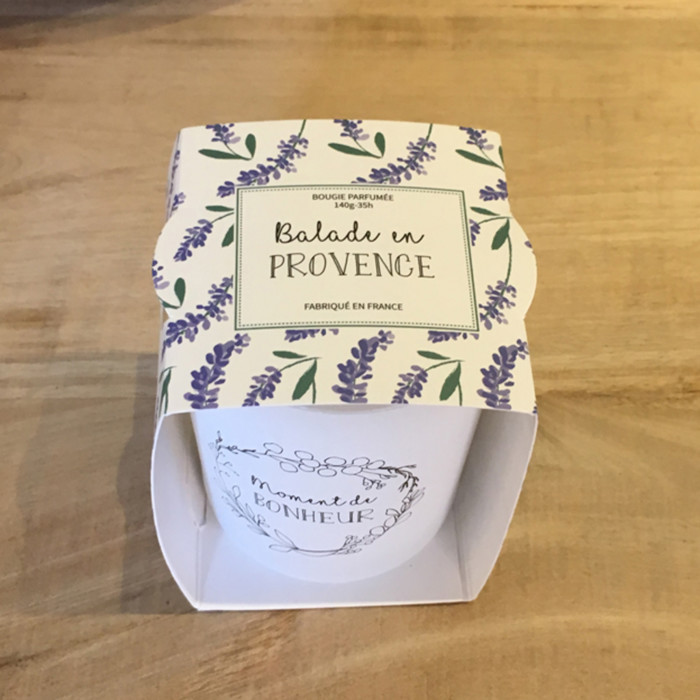 BOUGIE PARFUMÉE
140g-35h
Balade en
PROVENCE
FABRIQUÉ EN FRANCE
Moment de
BONHEUR